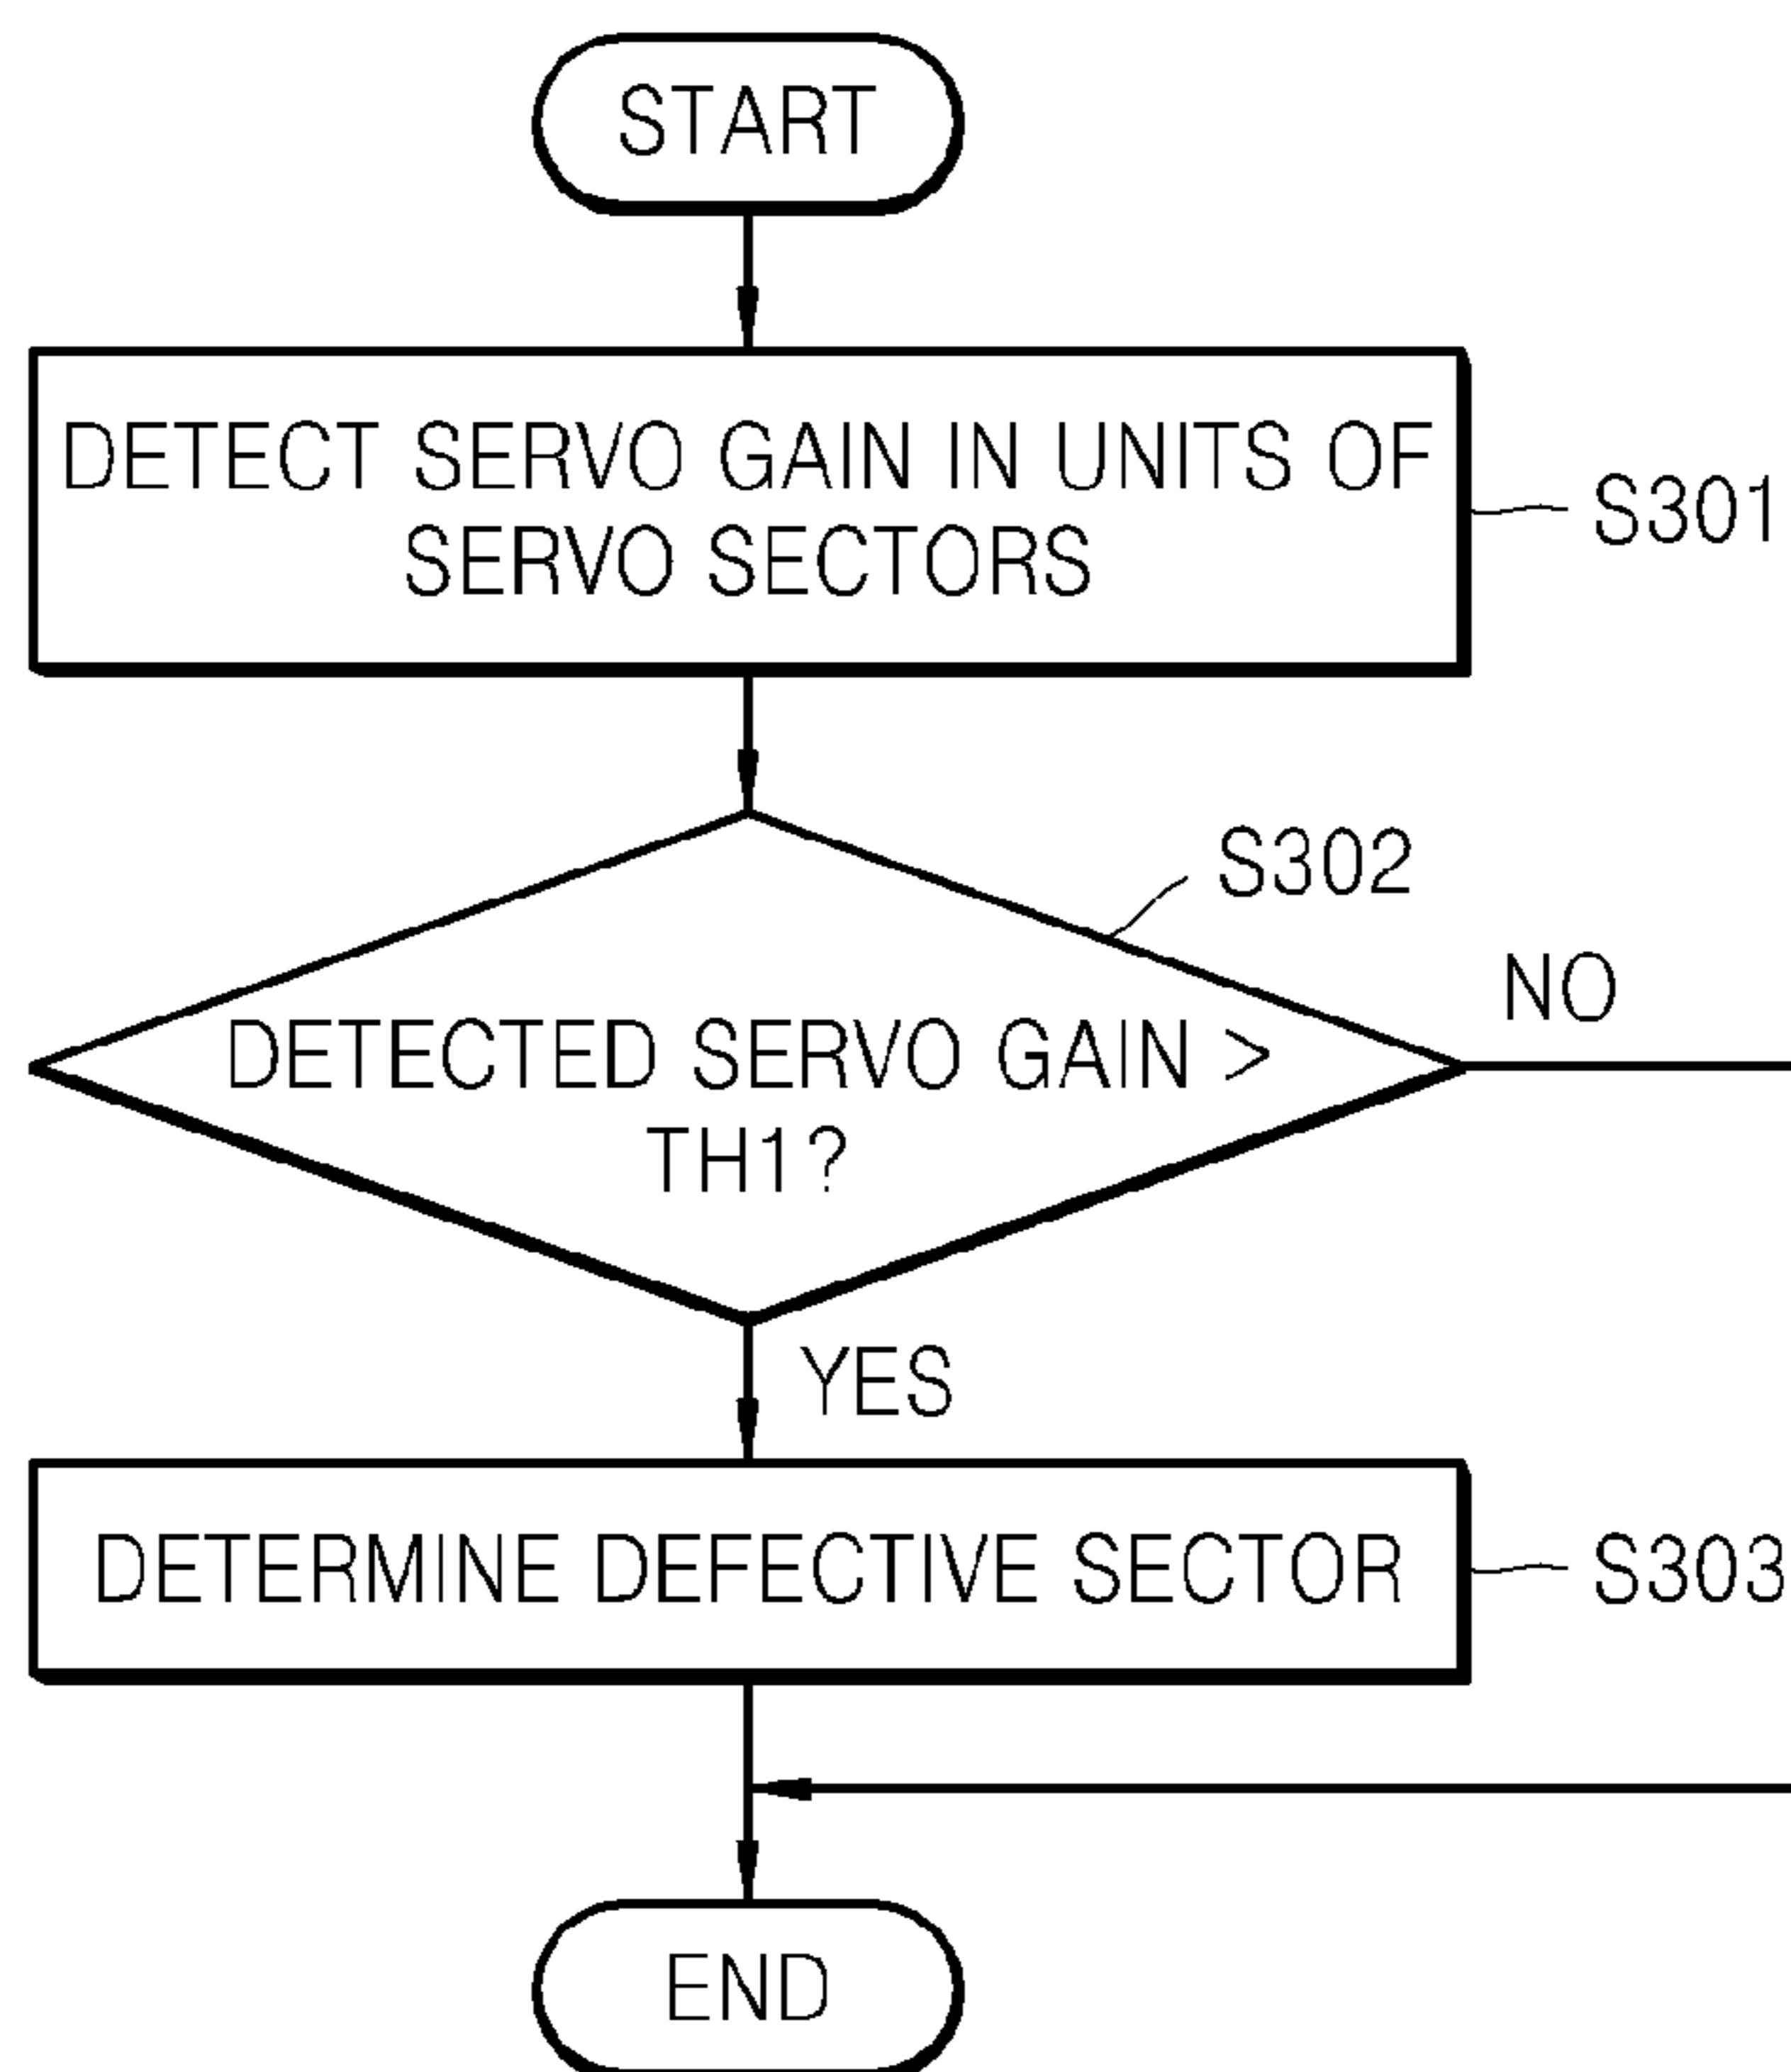 START
DETECT SERVO GAIN IN UNITS OF
SERVO SECTORS
S301
S302
NO
DETECTED SERVO GAIN >
TH1?
YES
DETERMINE DEFECTIVE SECTOR
S303
END